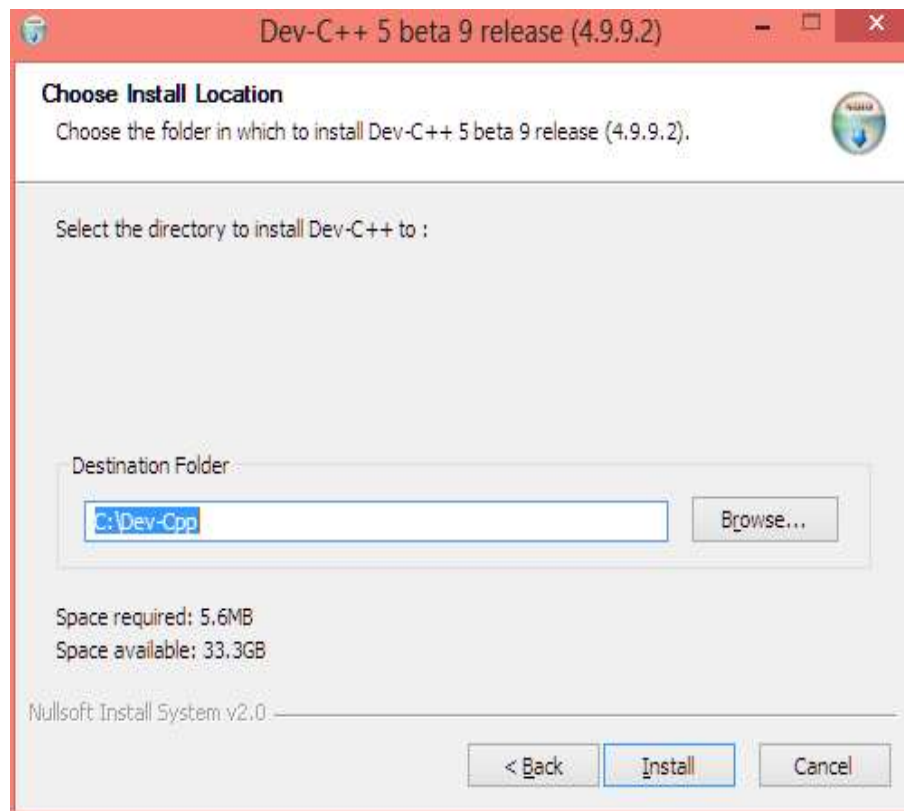 Dev-C++ 5 beta 9 release (4.9.9.2)
Choose Install Location
Choose the folder in which to install Dev-C++ 5 beta 9 release (4.9.9.2).
Select the directory to install Dev-C++ to :
Destination Folder
C:\Dev-Cpp
Browse...
Space required: 5.6MB
Space available: 33.3GB
Nullsoft Install System v2.0
< Back Install Cancel